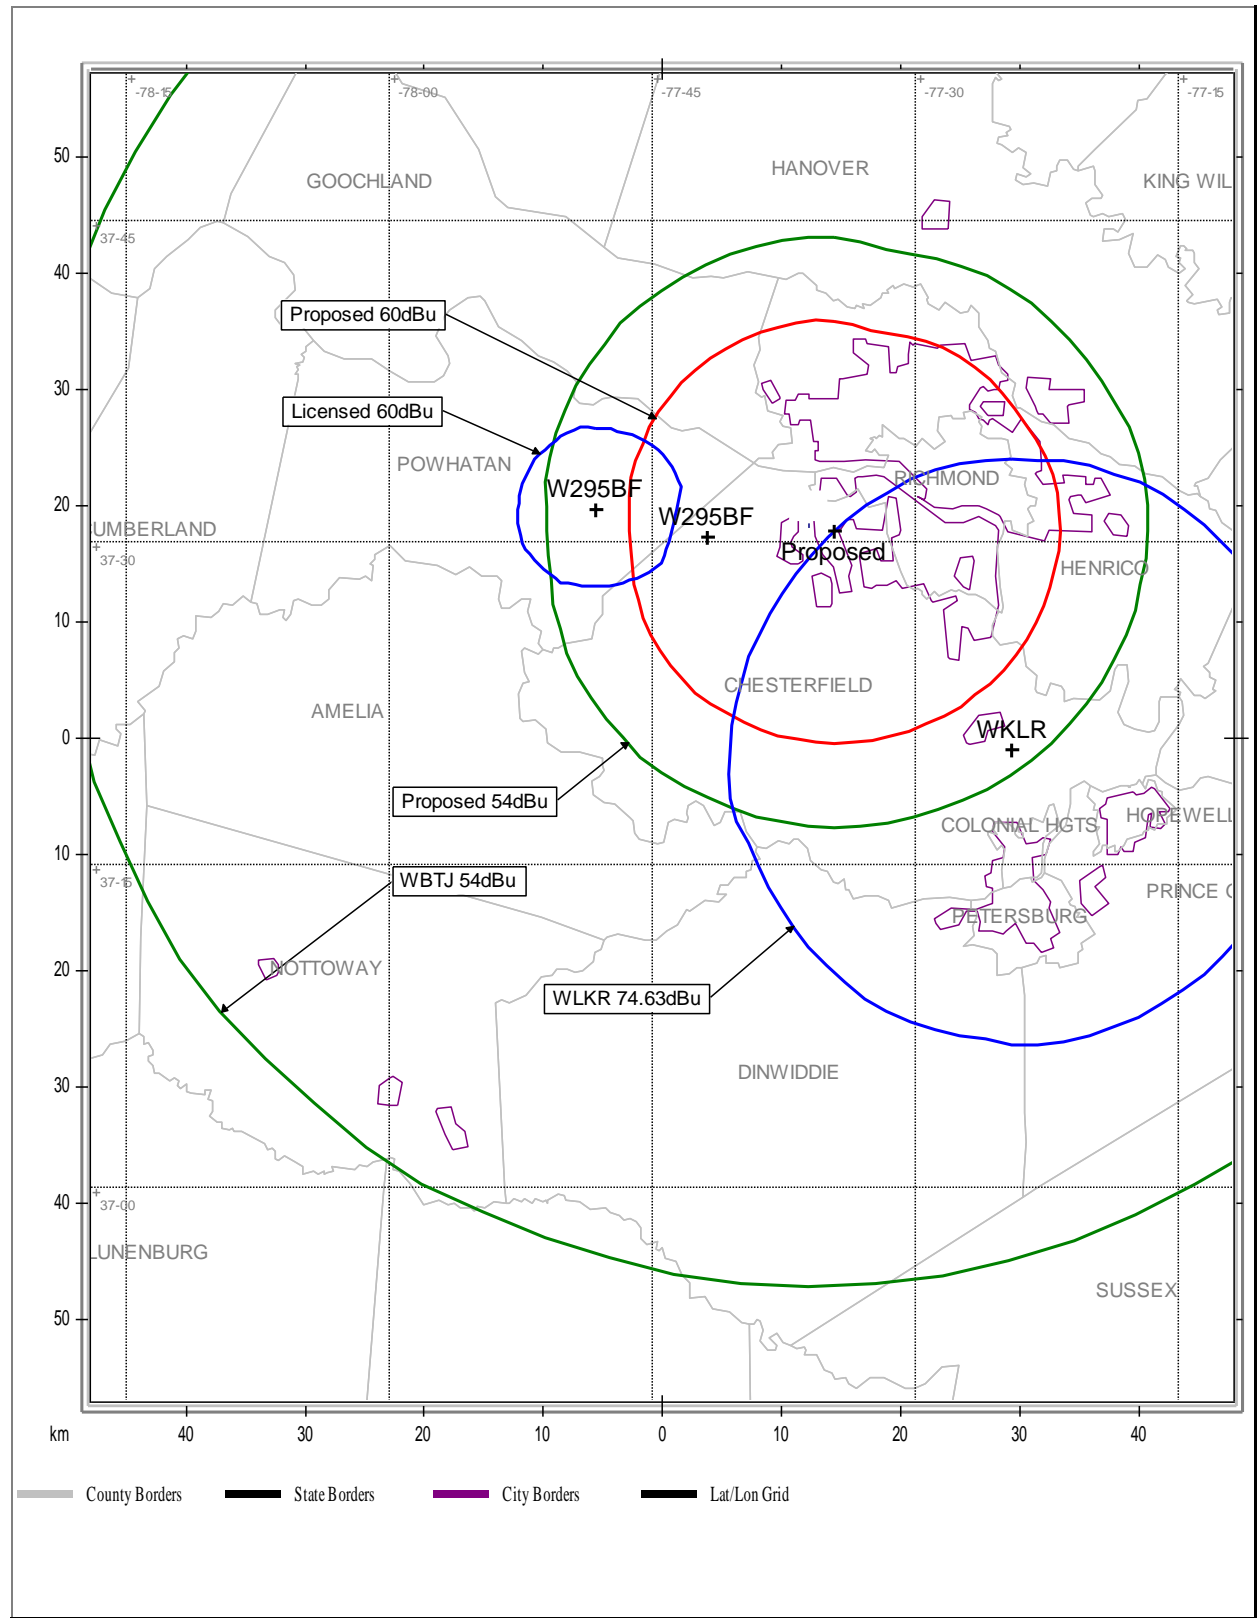 -78-15
-78-00
-77-45
-77-30
-77-15
50
HANOVER
GOOCHLAND
KING WIL
37-45
40
Proposed 60dBu
30
Licensed 60dBu
POWHATAN
RICHMOND
W295BF
20
W295BF
UMBERLAND
Proposed
37-30
HENRICO
10
CHESTERFIELD
AMELIA
WKLR
0
Proposed 54dBu
HOPEWELL
COLONIAL HGTS
10
WBTJ 54dBu
37-15
PRINCE G
PETERSBURG
NOTTOWAY
20
WLKR 74.63dBu
DINWIDDIE
30
40
37-00
LUNENBURG
SUSSEX
50
km 40 30 20 10 0 10 20 30 40
County Borders State Borders City Borders Lat/Lon Grid